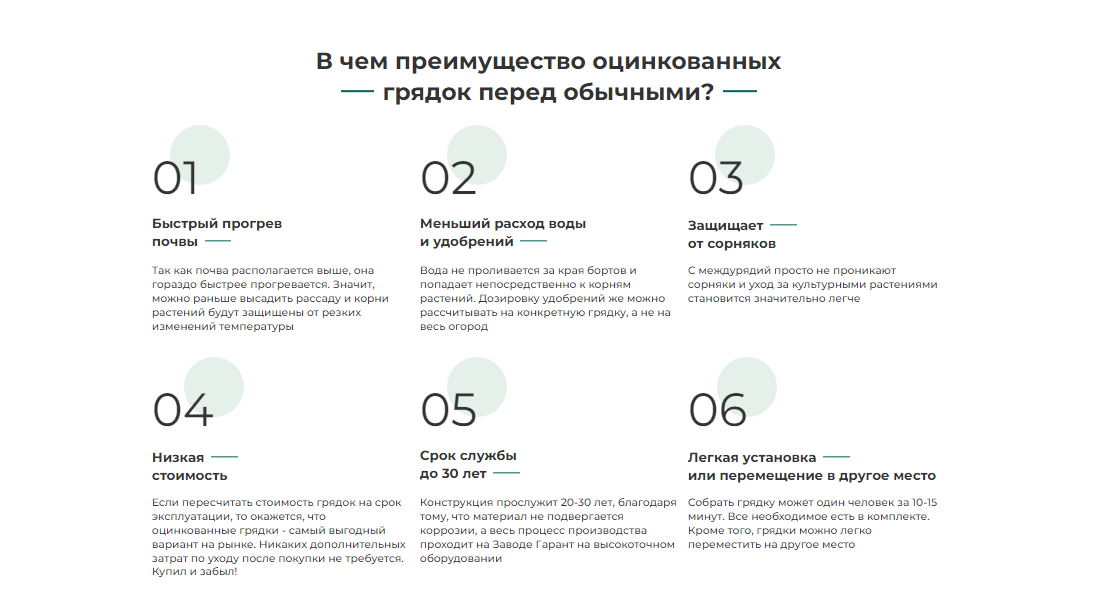 В чем преимущество оцинкованных
грядок перед обычными?
01
Быстрый прогрев
почвы
Так как почва располагается выше, она
гораздо быстрее прогревается. Значит,
можно раньше высадить рассаду и корни
растений будут защищены от резких
изменений температуры
02
Меньший расход воды
и удобрений
Вода не проливается за края бортов и
попадает непосредственно к корням
растений. Дозировку удобрений же можно
рассчитывать на конкретную грядку, а не на
весь огород
03
Защищает
от сорняков
С междурядий просто не проникают
сорняки и уход за культурными растениями
становится значительно легче
04
Низкая
стоимость
Если пересчитать стоимость грядок на срок
эксплуатации, то окажется, что
оцинкованные грядки - самый выгодный
вариант на рынке. Никаких дополнительных
затрат по уходу после покупки не требуется.
Купил и забыл!
05
Срок службы
до 30 лет
Конструкция прослужит 20-30 лет, благодаря
тому, что материал не подвергается
коррозии, а весь процесс производства
проходит на Заводе Гарант на высокоточном
оборудовании
06
Легкая установка
или перемещение в другое место
Собрать грядку может один человек за 10-15
минут. Все необходимое есть в комплекте.
Кроме того, грядки можно легко
переместить на другое место